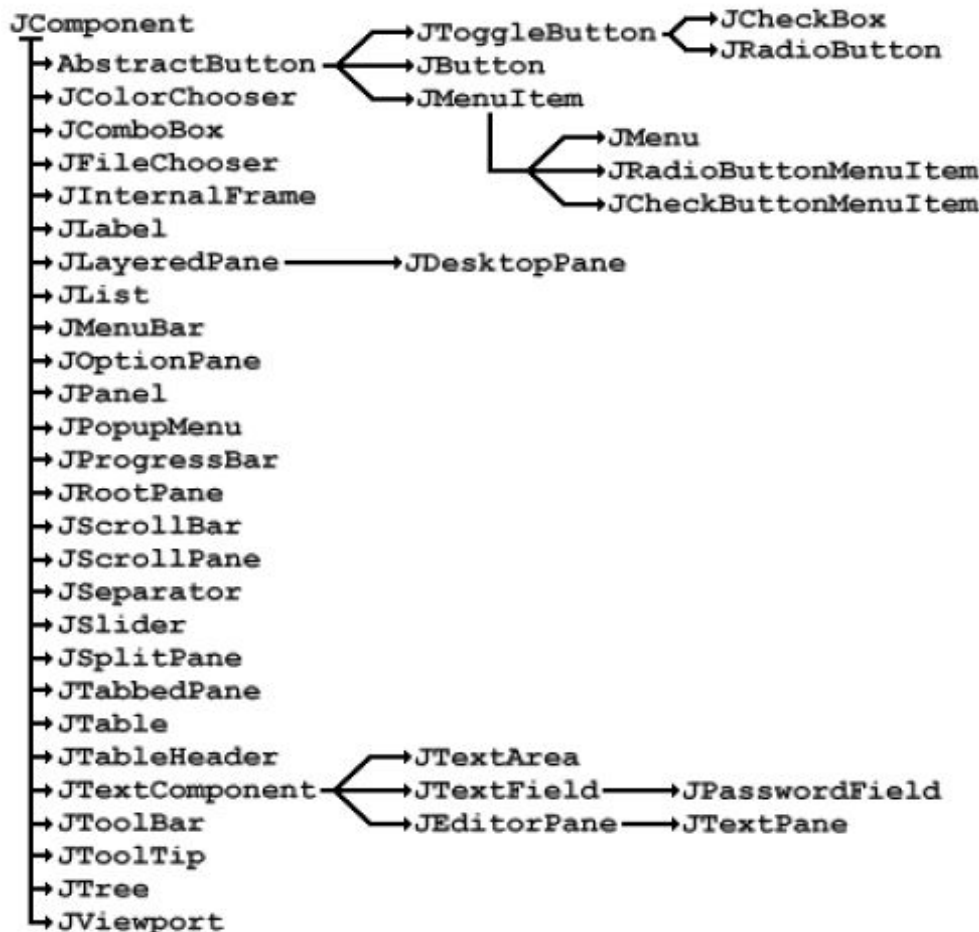 JComponent
AbstractButton JToggleButton JCheckBox
JRadioButton
JButton
JColorChooser JMenuItem
JComboBox JMenu
JFileChooser JRadioButtonMenuItem
JInternalFrame JCheckButtonMenuItem
JLabel
JLayeredPane JDesktopPane
JList
JMenuBar
JOptionPane
JPanel
JPopupMenu
JProgressBar
JRootPane
JScrollBar
JScrollPane
JSeparator
JSlider
JSplitPane
JTabbedPane
JTable
JTableHeader JTextArea
JTextComponent JTextField JPasswordField
JToolBar JEditorPane JTextPane
JToolTip
JTree
JViewport